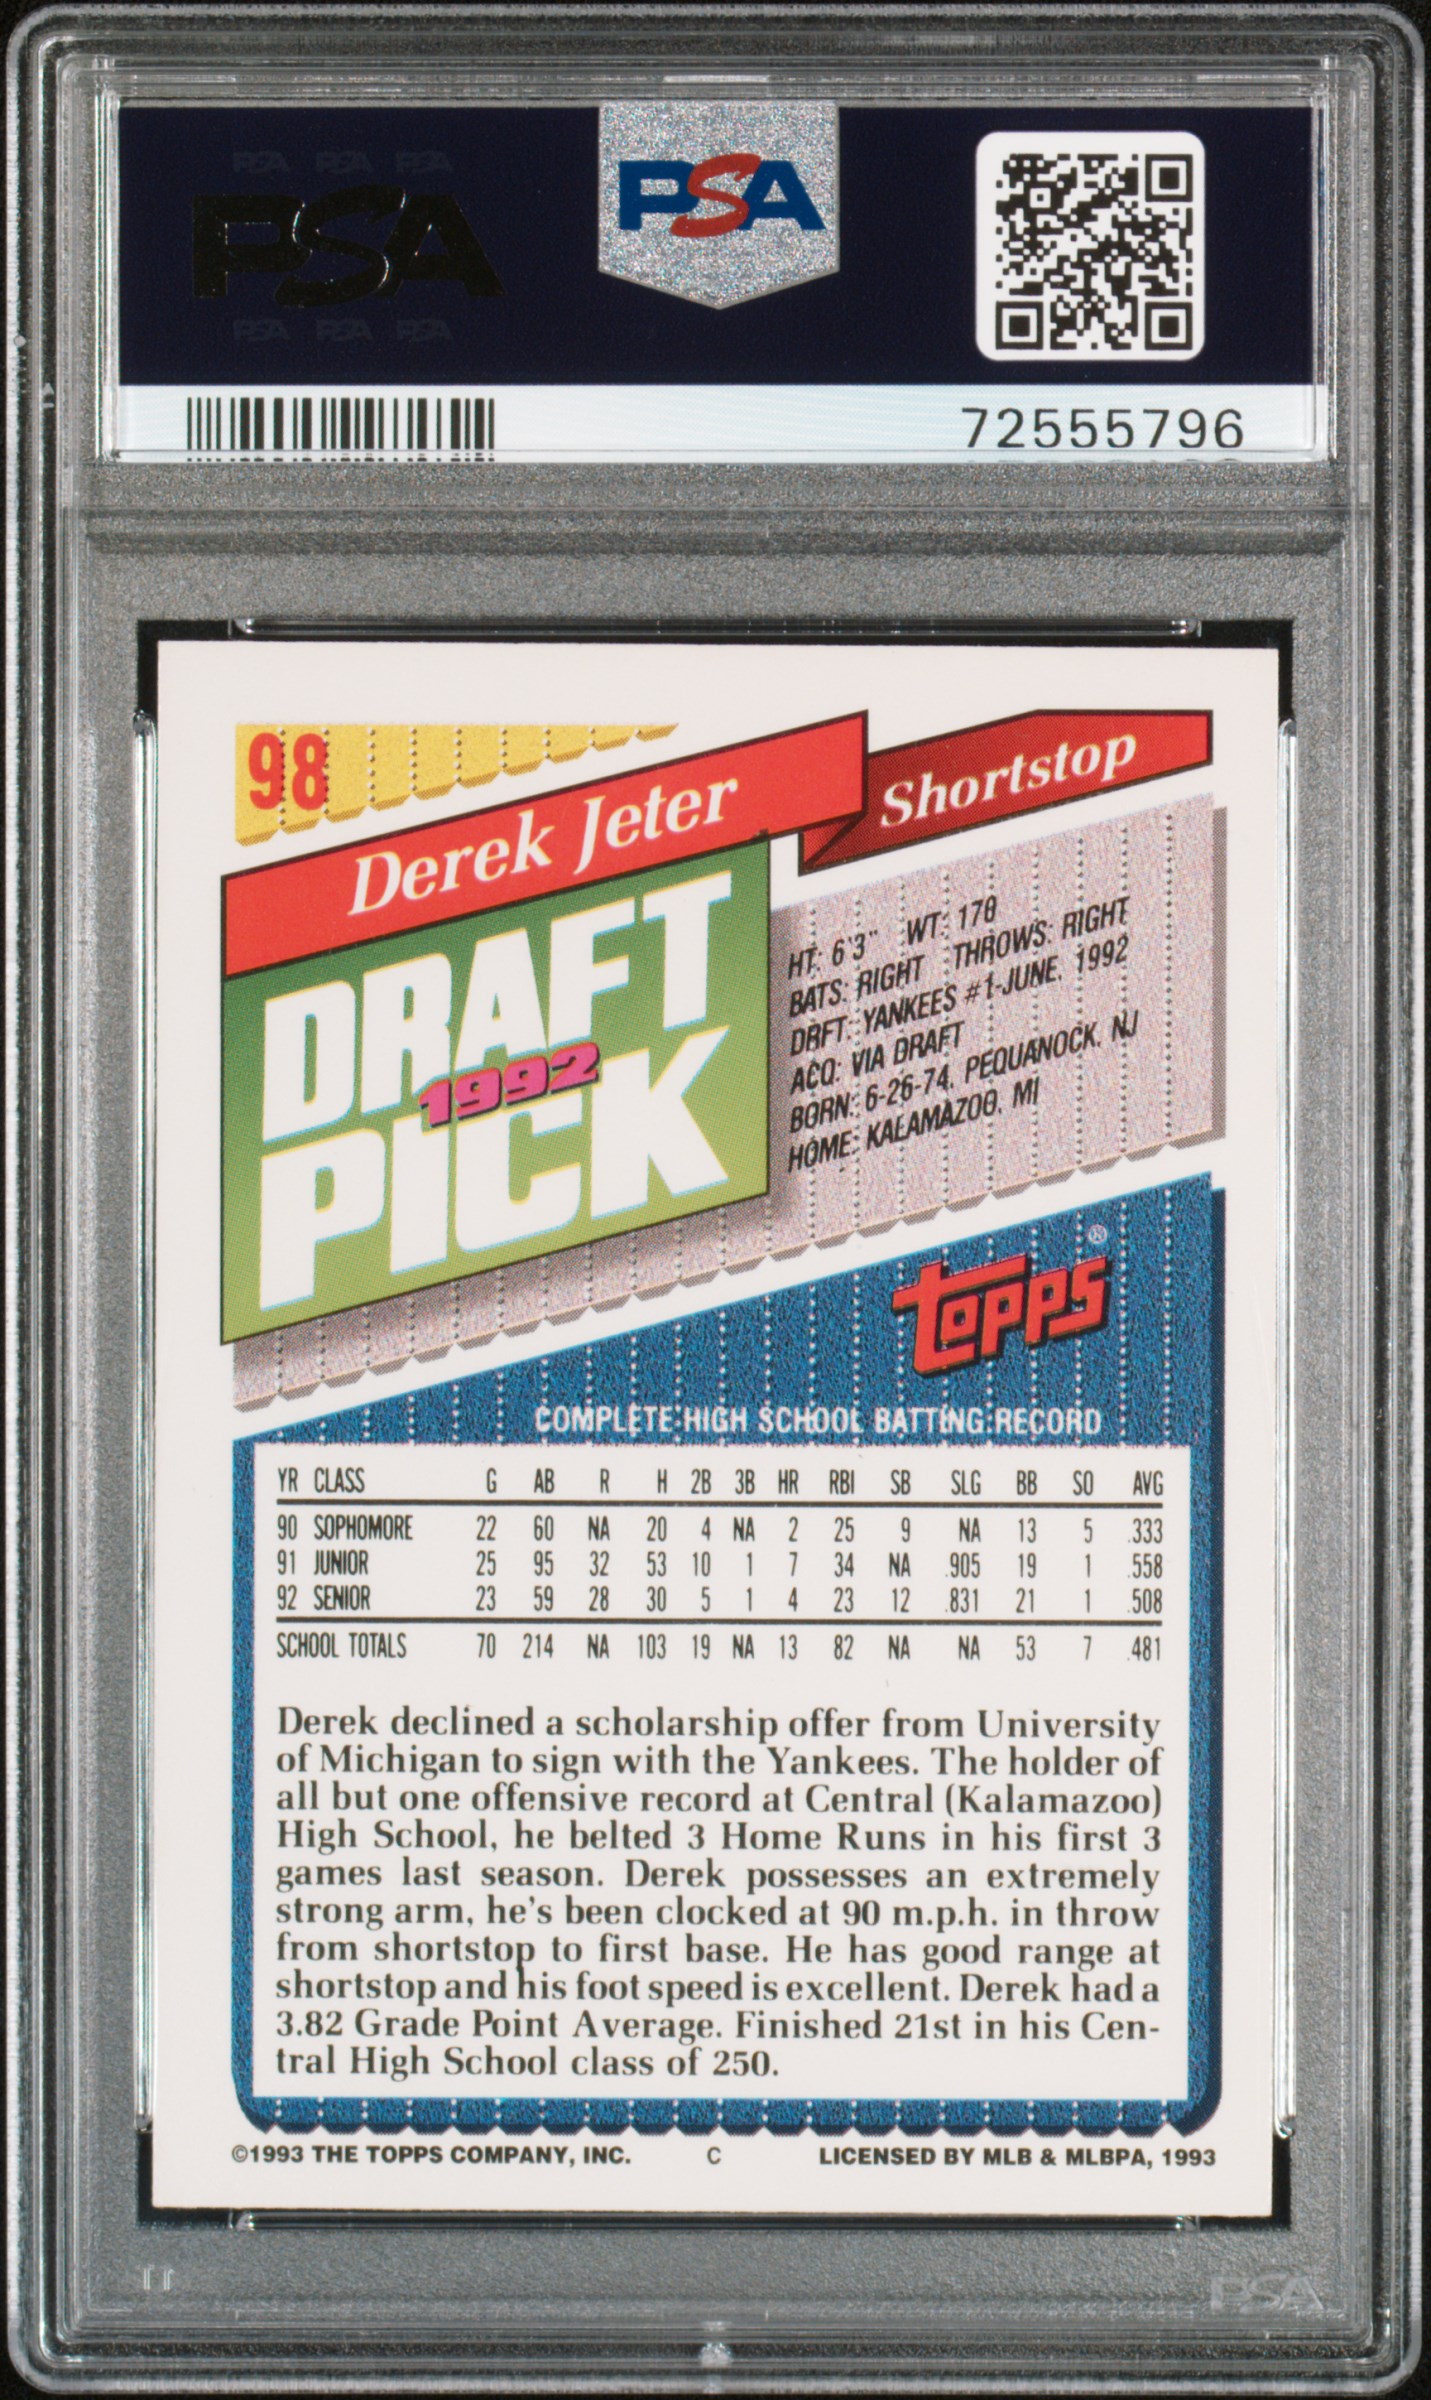 PSA PSA PSA
PSA
PSA PSA PSA
PSA
72555796
98
Derek Jeter
Shortstop
DRAFT
1992
PICK
HT: 6'3" WT: 170
BATS: RIGHT THROWS: RIGHT
DRFT: YANKEES #1-JUNE, 1992
ACQ: VIA DRAFT
BORN: 6-26-74, PEQUANOCK, NJ
HOME: KALAMAZOO, MI
topps®
COMPLETE HIGH SCHOOL BATTING RECORD
YR CLASS G AB R H 2B 3B HR RBI SB SLG BB SO AVG
90 SOPHOMORE 22 60 NA 20 4 NA 2 25 9 NA 13 5 .333
91 JUNIOR 25 95 32 53 10 1 7 34 NA .905 19 1 .558
92 SENIOR 23 59 28 30 5 1 4 23 12 .831 21 1 .508
SCHOOL TOTALS 70 214 NA 103 19 NA 13 82 NA NA 53 7 .481
Derek declined a scholarship offer from University
of Michigan to sign with the Yankees. The holder of
all but one offensive record at Central (Kalamazoo)
High School, he belted 3 Home Runs in his first 3
games last season. Derek possesses an extremely
strong arm, he's been clocked at 90 m.p.h. in throw
from shortstop to first base. He has good range at
shortstop and his foot speed is excellent. Derek had a
3.82 Grade Point Average. Finished 21st in his Cen-
tral High School class of 250.
©1993 THE TOPPS COMPANY, INC. C LICENSED BY MLB & MLBPA, 1993
PSA